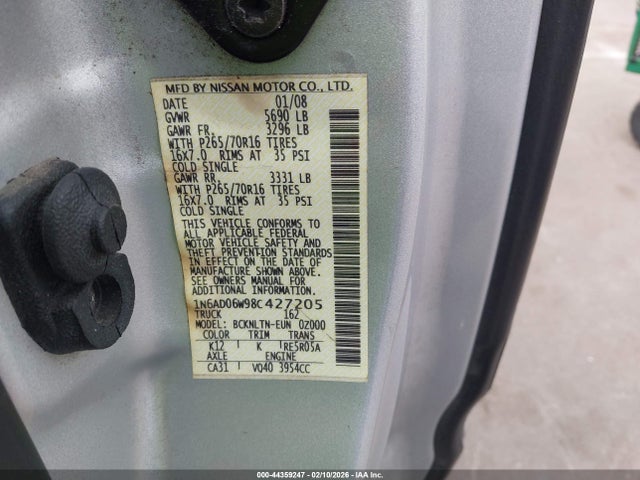 MFD BY NISSAN MOTOR CO., LTD.
DATE 01/08
GVWR 5690 LB
GAWR FR. 3296 LB
WITH P265/70R16 TIRES
16X7.0 RIMS AT 35 PSI
COLD SINGLE
GAWR RR. 3331 LB
WITH P265/70R16 TIRES
16X7.0 RIMS AT 35 PSI
COLD SINGLE
THIS VEHICLE CONFORMS TO
ALL APPLICABLE FEDERAL
MOTOR VEHICLE SAFETY AND
THEFT PREVENTION STANDARDS
IN EFFECT ON THE DATE OF
MANUFACTURE SHOWN ABOVE.
SEE OWNERS MANUAL.
1N6AD06W98C427205
TRUCK 162
MODEL: BCKNLTN-EUN 0Z000
COLOR TRIM TRANS
K12 K RE5R05A
AXLE ENGINE
CA31 VQ40 3954CC
000-44359247 - 02/10/2026 - IAA Inc.